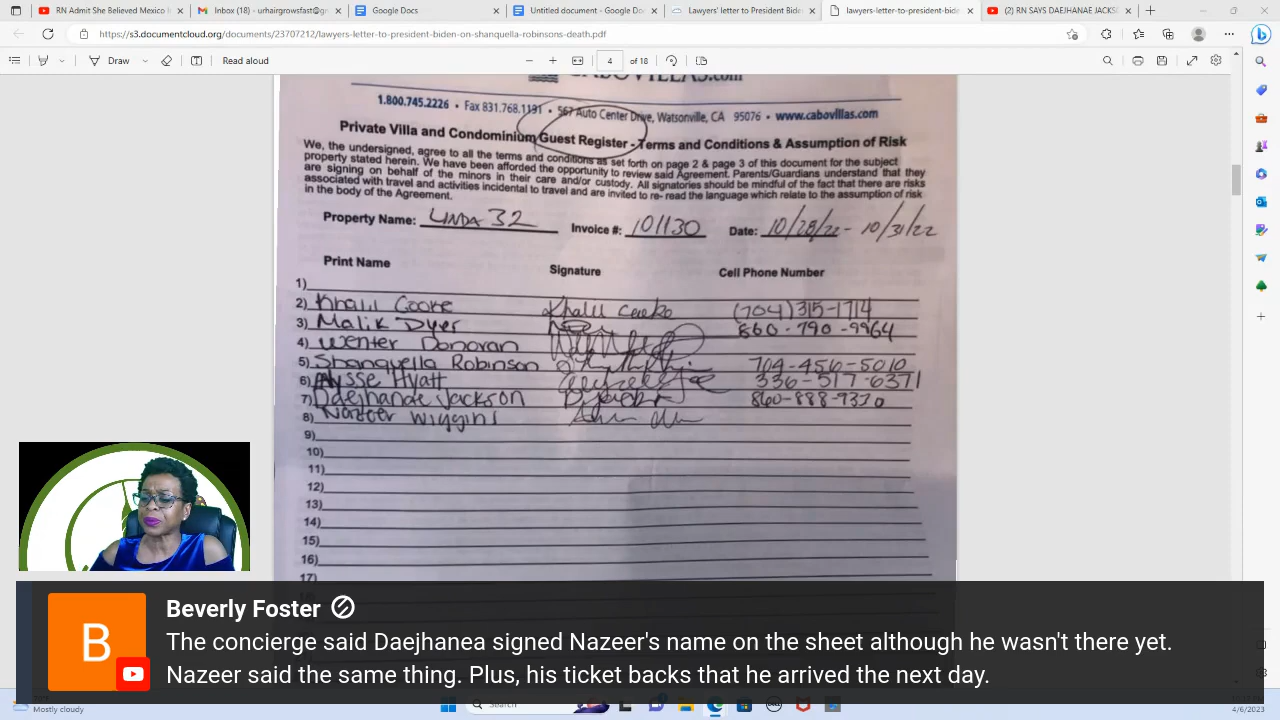 RN Admit She Believed Mexico
Inbox (6) - uhairgrowsfast@gm
Google Docs
Untitled document - Google Doc
Lawyers' letter to President Bide
lawyers-letter-to-president-bide
(2) RN SAYS DAEJHANAE JACKS
https://s3.documentcloud.org/documents/23707212/lawyers-letter-to-president-biden-on-shanquella-robinsons-death.pdf
Draw
Read aloud
4 of 18
CABOVILLAS.com
1.800.745.2226 • Fax 831.768.1191 • 567 Auto Center Drive, Watsonville, CA 95076 • www.cabovillas.com
Private Villa and Condominium Guest Register - Terms and Conditions & Assumption of Risk
We, the undersigned, agree to all the terms and conditions as set forth on page 2 & page 3 of this document for the subject
property stated herein. We have been afforded the opportunity to review said Agreement. Parents/Guardians understand that they
are signing on behalf of the minors in their care and/or custody. All signatories should be mindful of the fact that there are risks
associated with travel and activities incidental to travel and are invited to re- read the language which relate to the assumption of risk
in the body of the Agreement.
Property Name: LINDA 32 Invoice #: 101130 Date: 10/28/22 - 10/31/22
Print Name Signature Cell Phone Number
1)
2) Khalil Cooke Khalil Cooke (704) 315-1714
3) Malik Dyer 860-790-9964
4) Wenter Donovan
5) Shanquella Robinson 704-456-5010
6) Alysse Hyatt 336-517-6371
7) Daejhanae Jackson 860-888-9320
8) Nazeer Wiggins
9)
10)
11)
12)
13)
14)
15)
16)
17)
B
Beverly Foster
The concierge said Daejhanea signed Nazeer's name on the sheet although he wasn't there yet.
Nazeer said the same thing. Plus, his ticket backs that he arrived the next day.
Mostly cloudy
Search
4/6/2023